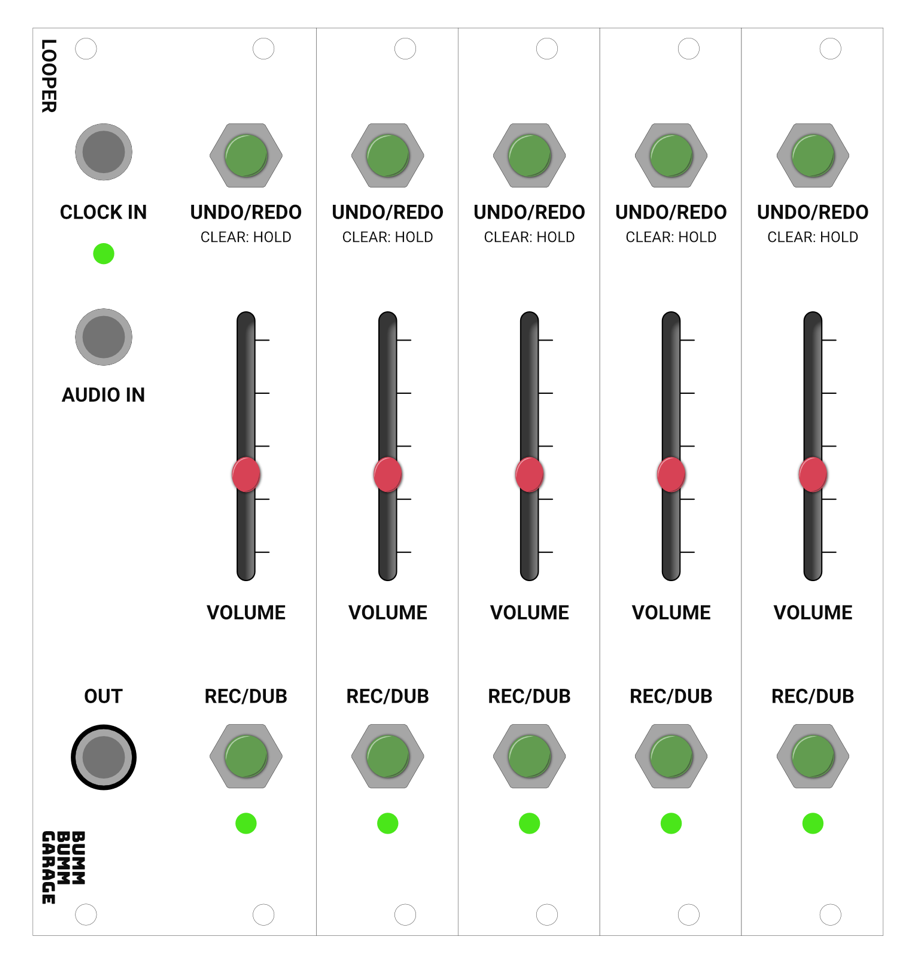 LOOPER
CLOCK IN
UNDO/REDO
CLEAR: HOLD
UNDO/REDO
CLEAR: HOLD
UNDO/REDO
CLEAR: HOLD
UNDO/REDO
CLEAR: HOLD
UNDO/REDO
CLEAR: HOLD
AUDIO IN
VOLUME
VOLUME
VOLUME
VOLUME
VOLUME
OUT
REC/DUB
REC/DUB
REC/DUB
REC/DUB
REC/DUB
BUMM
BUMM
GARAGE